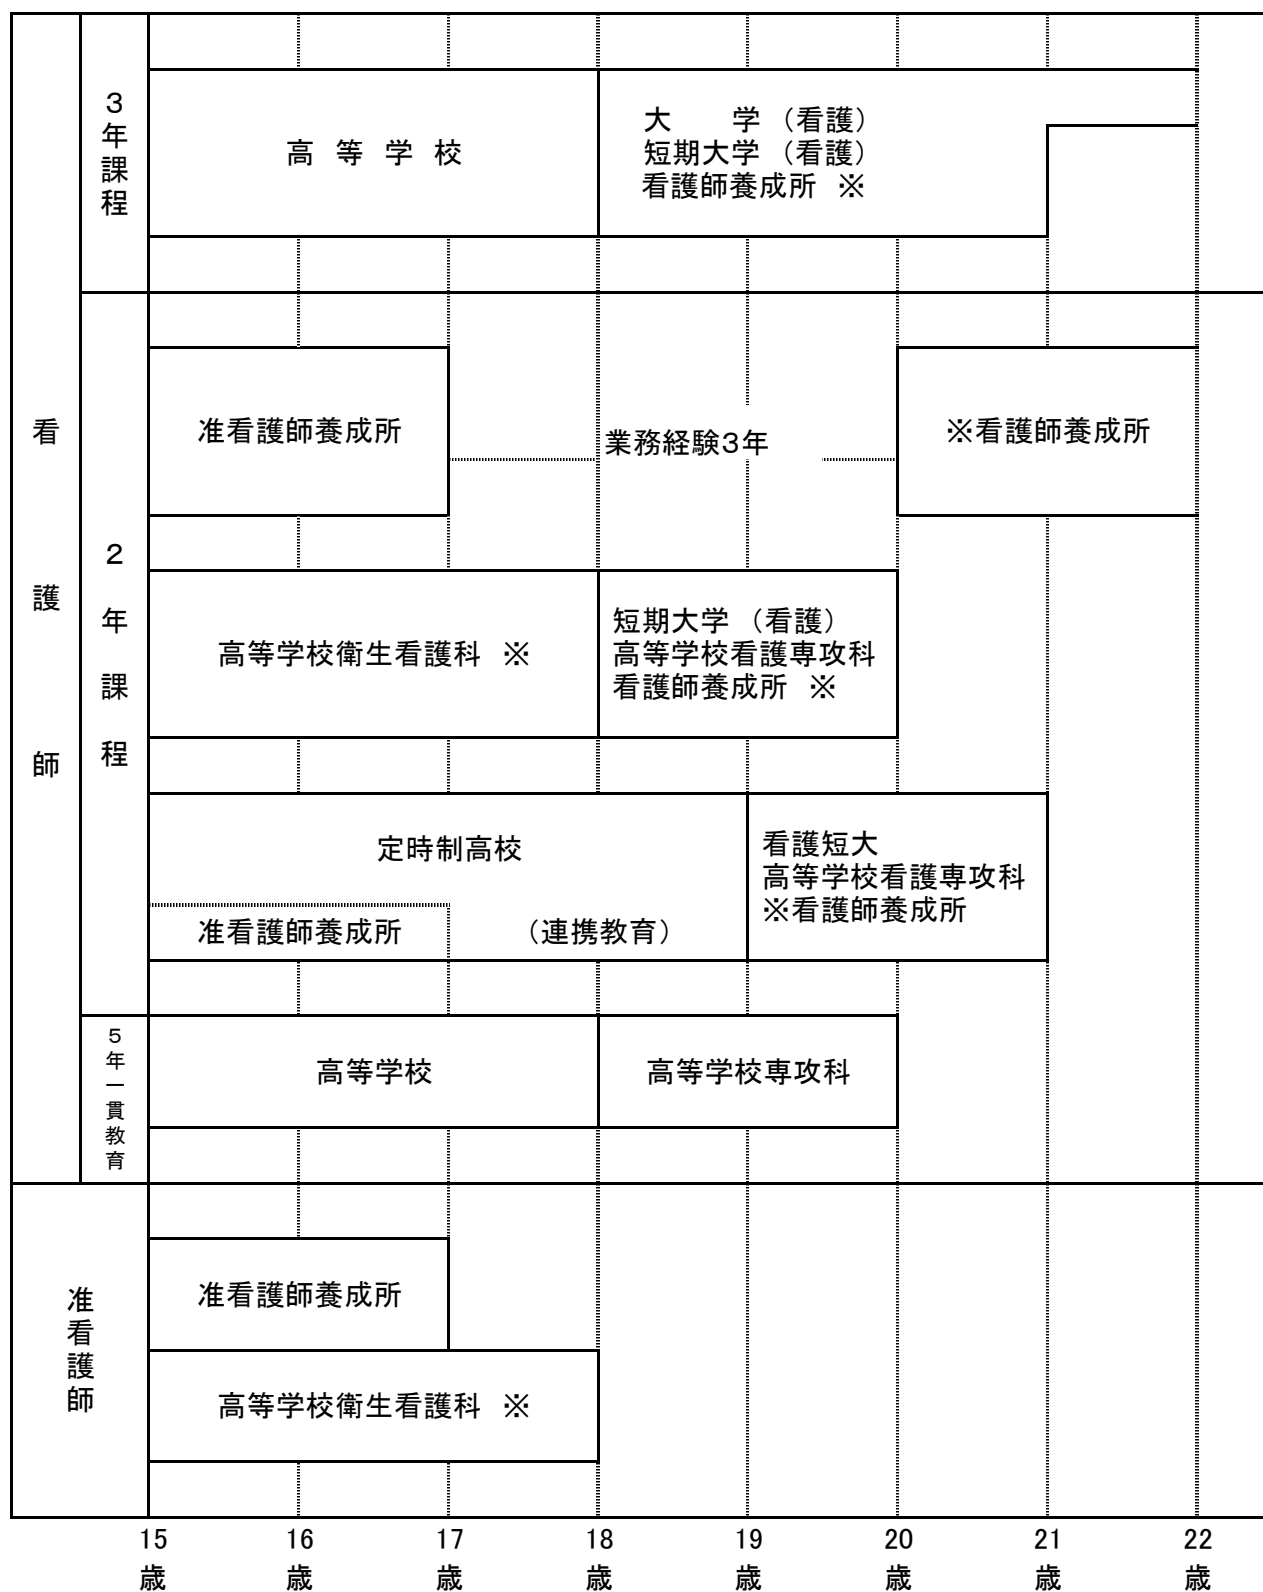 看護師
3年課程
高等学校
大　　学（看護）
短期大学（看護）
看護師養成所　※
2年課程
准看護師養成所
業務経験3年
※看護師養成所
高等学校衛生看護科　※
短期大学（看護）
高等学校看護専攻科
看護師養成所　※
定時制高校
准看護師養成所
（連携教育）
看護短大
高等学校看護専攻科
※看護師養成所
5年一貫教育
高等学校
高等学校専攻科
准看護師
准看護師養成所
高等学校衛生看護科　※
15 16 17 18 19 20 21 22
歳 歳 歳 歳 歳 歳 歳 歳